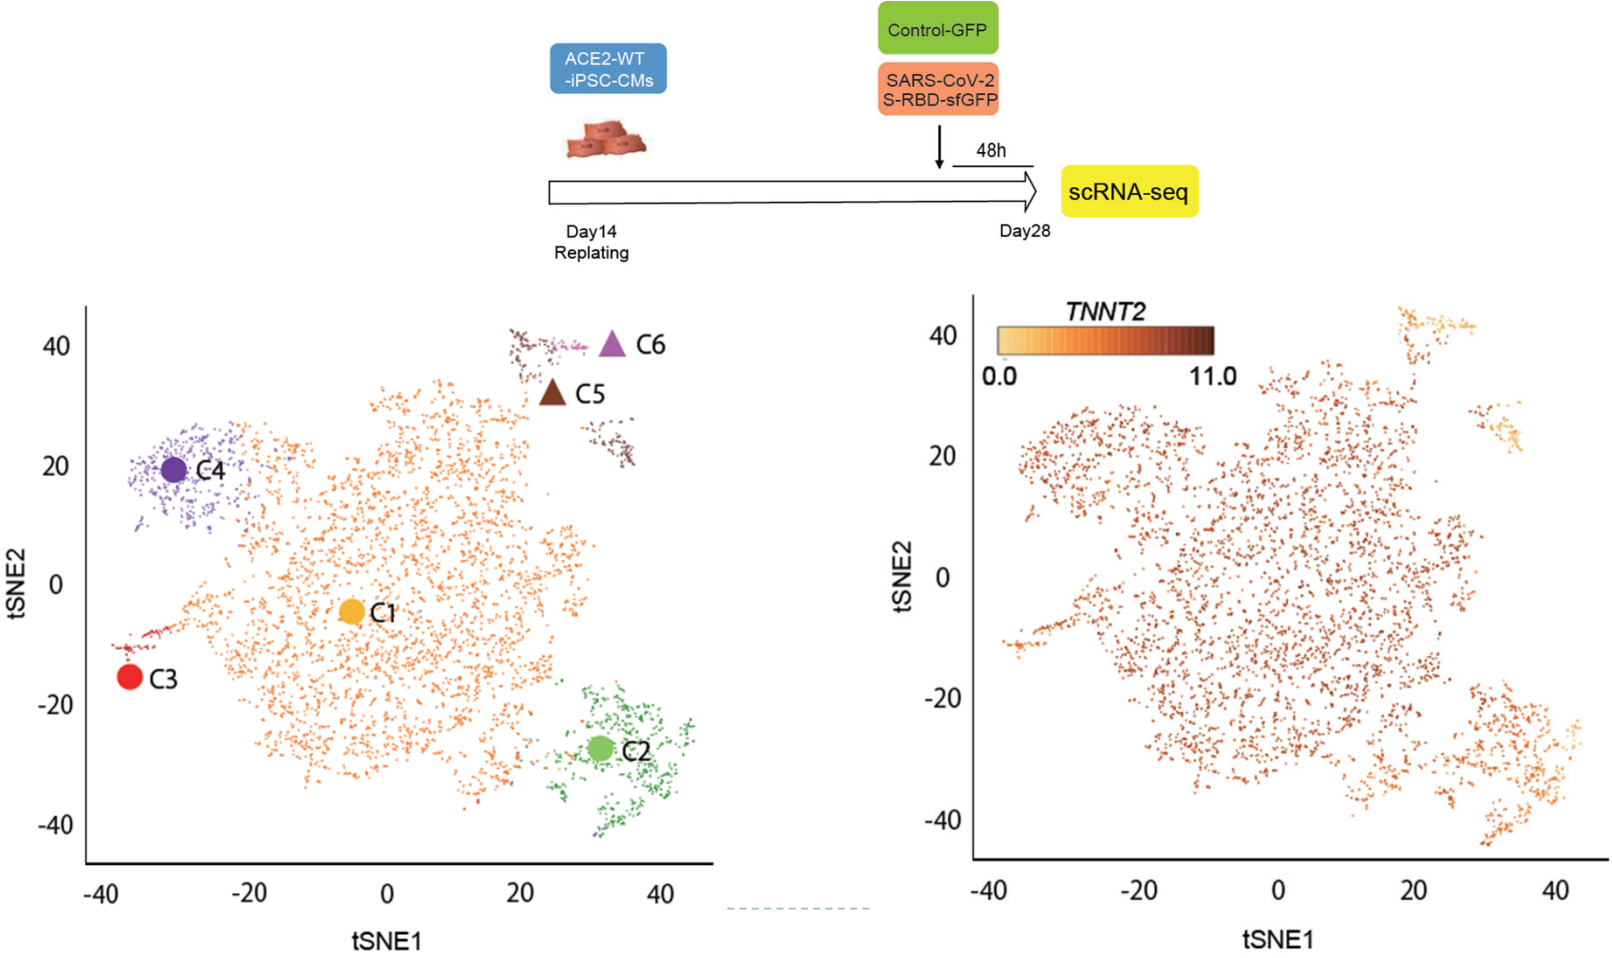 Control-GFP
ACE2-WT
-iPSC-CMs
SARS-CoV-2
S-RBD-sfGFP
48h
scRNA-seq
Day14
Replating
Day28
40
20
0
-20
-40
tSNE2
C6
C5
C4
C1
C3
C2
-40
-20
0
20
40
tSNE1
TNNT2
0.0
11.0
40
20
0
-20
-40
tSNE2
-40
-20
0
20
40
tSNE1